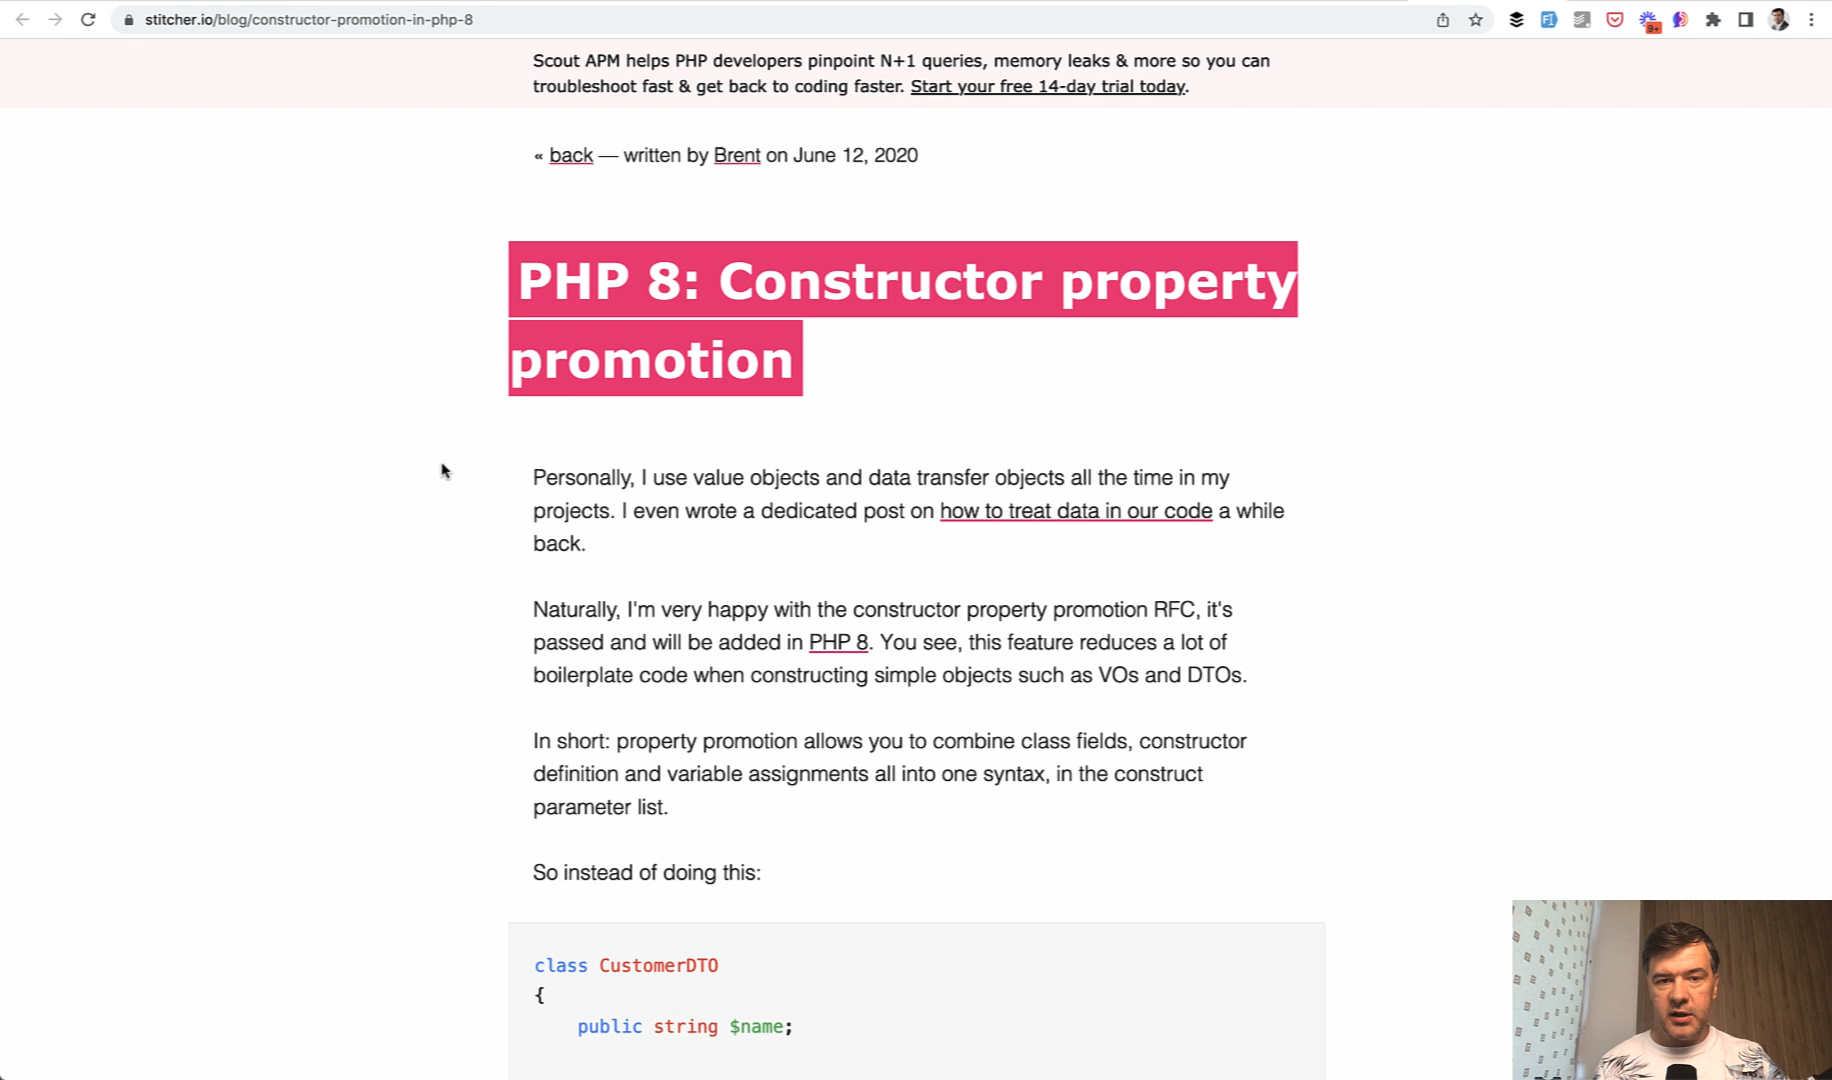 stitcher.io/blog/constructor-promotion-in-php-8
9+
Scout APM helps PHP developers pinpoint N+1 queries, memory leaks & more so you can
troubleshoot fast & get back to coding faster. Start your free 14-day trial today.
« back — written by Brent on June 12, 2020
PHP 8: Constructor property
promotion
Personally, I use value objects and data transfer objects all the time in my
projects. I even wrote a dedicated post on how to treat data in our code a while
back.
Naturally, I'm very happy with the constructor property promotion RFC, it's
passed and will be added in PHP 8. You see, this feature reduces a lot of
boilerplate code when constructing simple objects such as VOs and DTOs.
In short: property promotion allows you to combine class fields, constructor
definition and variable assignments all into one syntax, in the construct
parameter list.
So instead of doing this:
class CustomerDTO
{
public string $name;